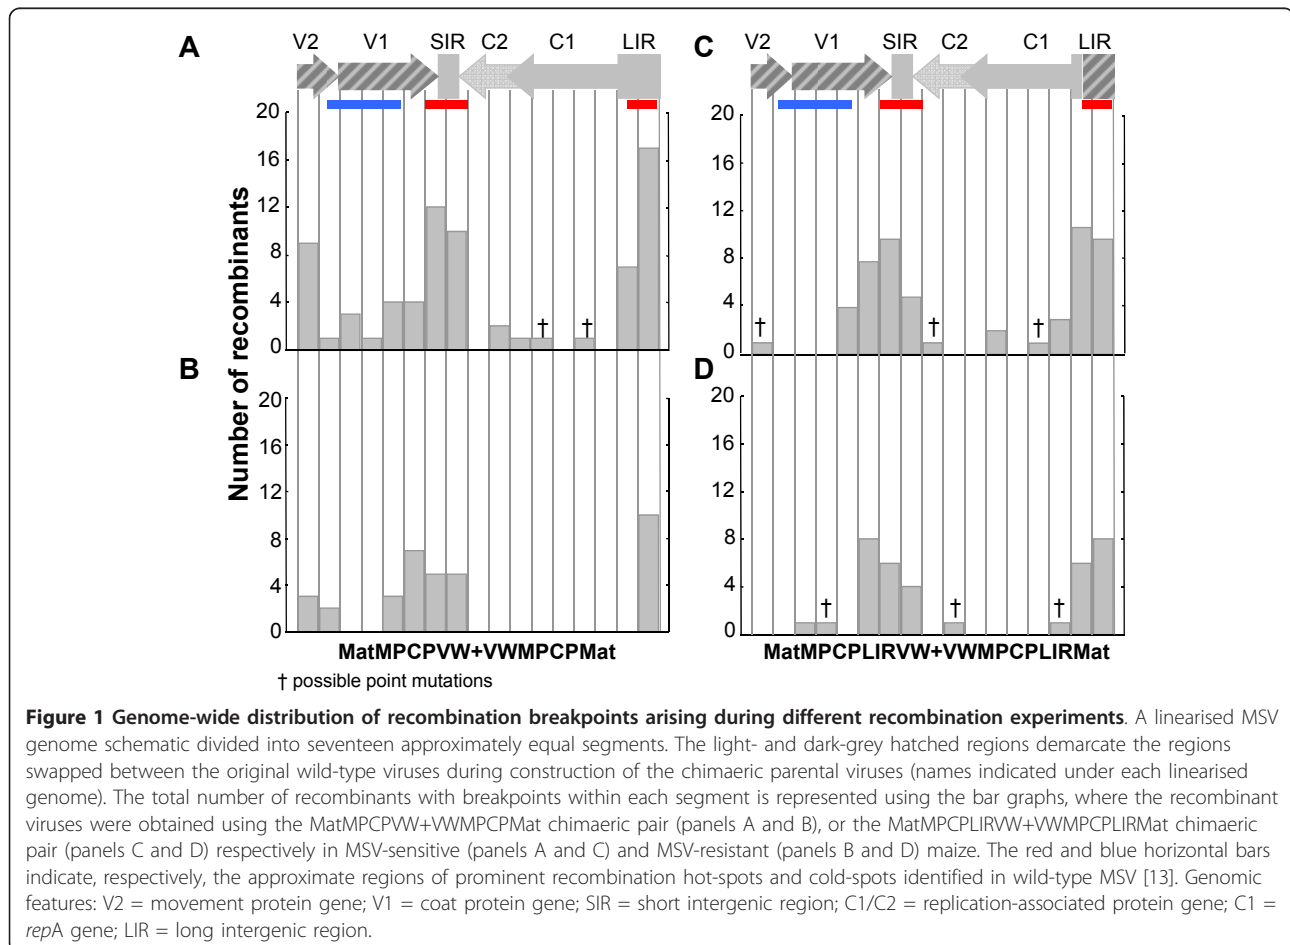 A
V2 V1 SIR C2 C1 LIR
C
V2 V1 SIR C2 C1 LIR
Number of recombinants
20
16
12
8
4
0
† †
20
16
12
8
4
0
† † †
B
20
16
12
8
4
0
MatMPCPVW+VWMPCPMat
D
20
16
12
8
4
0
† † †
MatMPCPLIRVW+VWMPCPLIRMat
† possible point mutations
Figure 1 Genome-wide distribution of recombination breakpoints arising during different recombination experiments. A linearised MSV
genome schematic divided into seventeen approximately equal segments. The light- and dark-grey hatched regions demarcate the regions
swapped between the original wild-type viruses during construction of the chimaeric parental viruses (names indicated under each linearised
genome). The total number of recombinants with breakpoints within each segment is represented using the bar graphs, where the recombinant
viruses were obtained using the MatMPCPVW+VWMPCPMat chimaeric pair (panels A and B), or the MatMPCPLIRVW+VWMPCPLIRMat chimaeric
pair (panels C and D) respectively in MSV-sensitive (panels A and C) and MSV-resistant (panels B and D) maize. The red and blue horizontal bars
indicate, respectively, the approximate regions of prominent recombination hot-spots and cold-spots identified in wild-type MSV [13]. Genomic
features: V2 = movement protein gene; V1 = coat protein gene; SIR = short intergenic region; C1/C2 = replication-associated protein gene; C1 =
repA gene; LIR = long intergenic region.